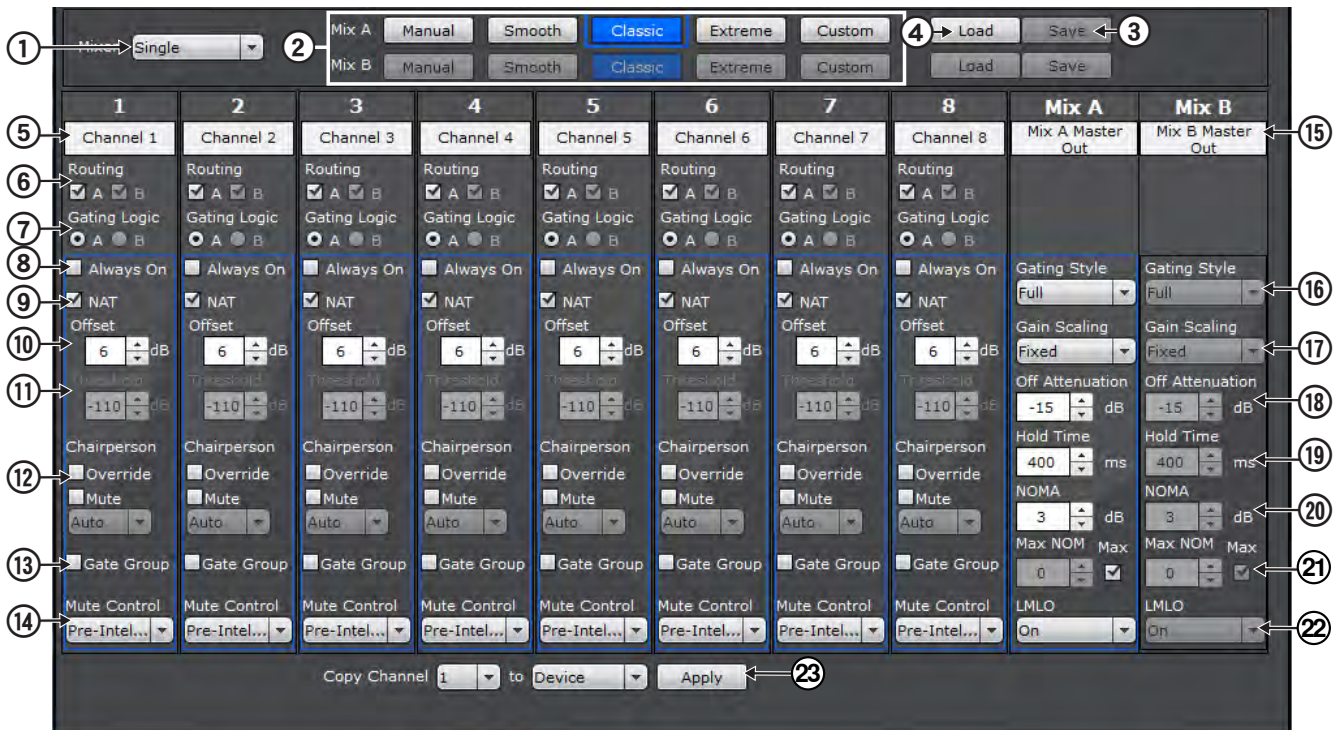 ① Mixer Single ② Mix A Manual Smooth Classic Extreme Custom ④ Load Save ③
Mix B Manual Smooth Classic Extreme Custom Load Save
1 2 3 4 5 6 7 8 Mix A Mix B
⑤ Channel 1 Channel 2 Channel 3 Channel 4 Channel 5 Channel 6 Channel 7 Channel 8 Mix A Master Out Mix B Master Out ⑮
Routing Routing Routing Routing Routing Routing Routing Routing
⑥ A B A B A B A B A B A B A B A B
Gating Logic Gating Logic Gating Logic Gating Logic Gating Logic Gating Logic Gating Logic Gating Logic
⑦ A B A B A B A B A B A B A B A B
⑧ Always On Always On Always On Always On Always On Always On Always On Always On Gating Style Gating Style
⑨ NAT NAT NAT NAT NAT NAT NAT NAT Full Full ⑯
Offset Offset Offset Offset Offset Offset Offset Offset Gain Scaling Gain Scaling
⑩ 6 dB 6 dB 6 dB 6 dB 6 dB 6 dB 6 dB 6 dB Fixed Fixed ⑰
⑪ Threshold Threshold Threshold Threshold Threshold Threshold Threshold Threshold Off Attenuation Off Attenuation
-110 dB -110 dB -110 dB -110 dB -110 dB -110 dB -110 dB -110 dB -15 dB -15 dB ⑱
Chairperson Chairperson Chairperson Chairperson Chairperson Chairperson Chairperson Chairperson Hold Time Hold Time
⑫ Override Override Override Override Override Override Override Override 400 ms 400 ms ⑲
Mute Mute Mute Mute Mute Mute Mute Mute NOMA NOMA
Auto Auto Auto Auto Auto Auto Auto Auto 3 dB 3 dB ⑳
⑬ Gate Group Gate Group Gate Group Gate Group Gate Group Gate Group Gate Group Gate Group Max NOM Max Max NOM Max
0 0 ㉑
Mute Control Mute Control Mute Control Mute Control Mute Control Mute Control Mute Control Mute Control LMLO LMLO
⑭ Pre-Intel... Pre-Intel... Pre-Intel... Pre-Intel... Pre-Intel... Pre-Intel... Pre-Intel... Pre-Intel... On On ㉒
Copy Channel 1 to Device Apply ㉓